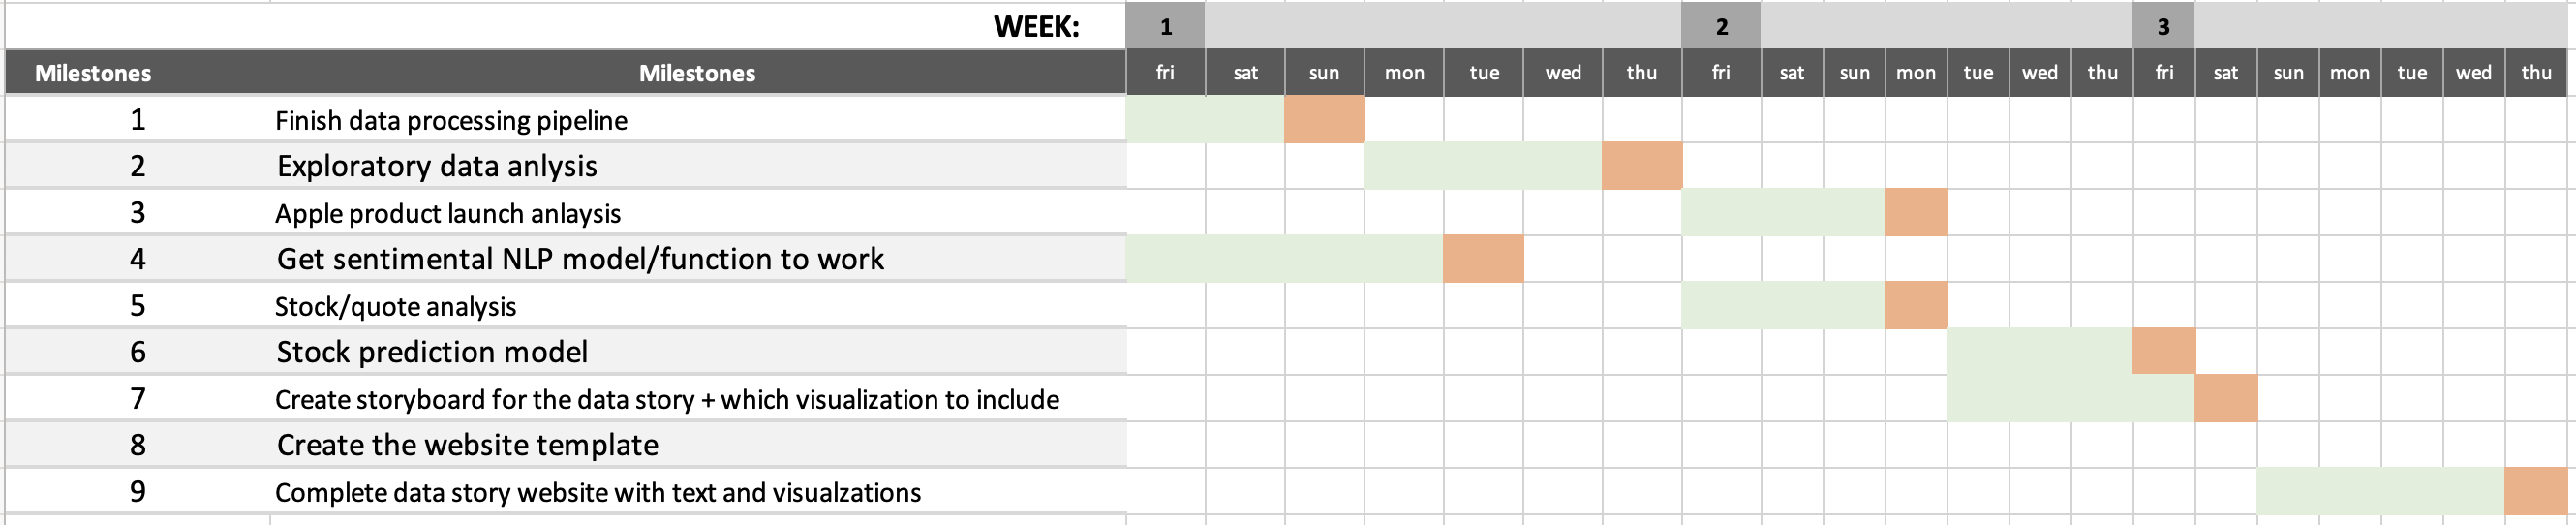 WEEK: 1 2 3
Milestones Milestones fri sat sun mon tue wed thu fri sat sun mon tue wed thu fri sat sun mon tue wed thu
1 Finish data processing pipeline
2 Exploratory data anlysis
3 Apple product launch anlaysis
4 Get sentimental NLP model/function to work
5 Stock/quote analysis
6 Stock prediction model
7 Create storyboard for the data story + which visualization to include
8 Create the website template
9 Complete data story website with text and visualzations